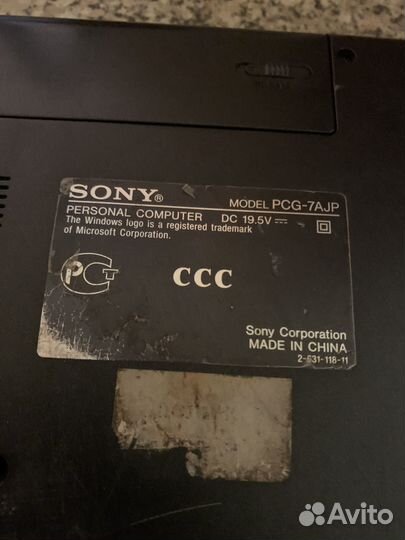 SONY® MODEL PCG-7AJP
PERSONAL COMPUTER DC 19.5V
The Windows logo is a registered trademark
of Microsoft Corporation.
РСТ CCC
Sony Corporation
MADE IN CHINA
2-631-118-11
Avito